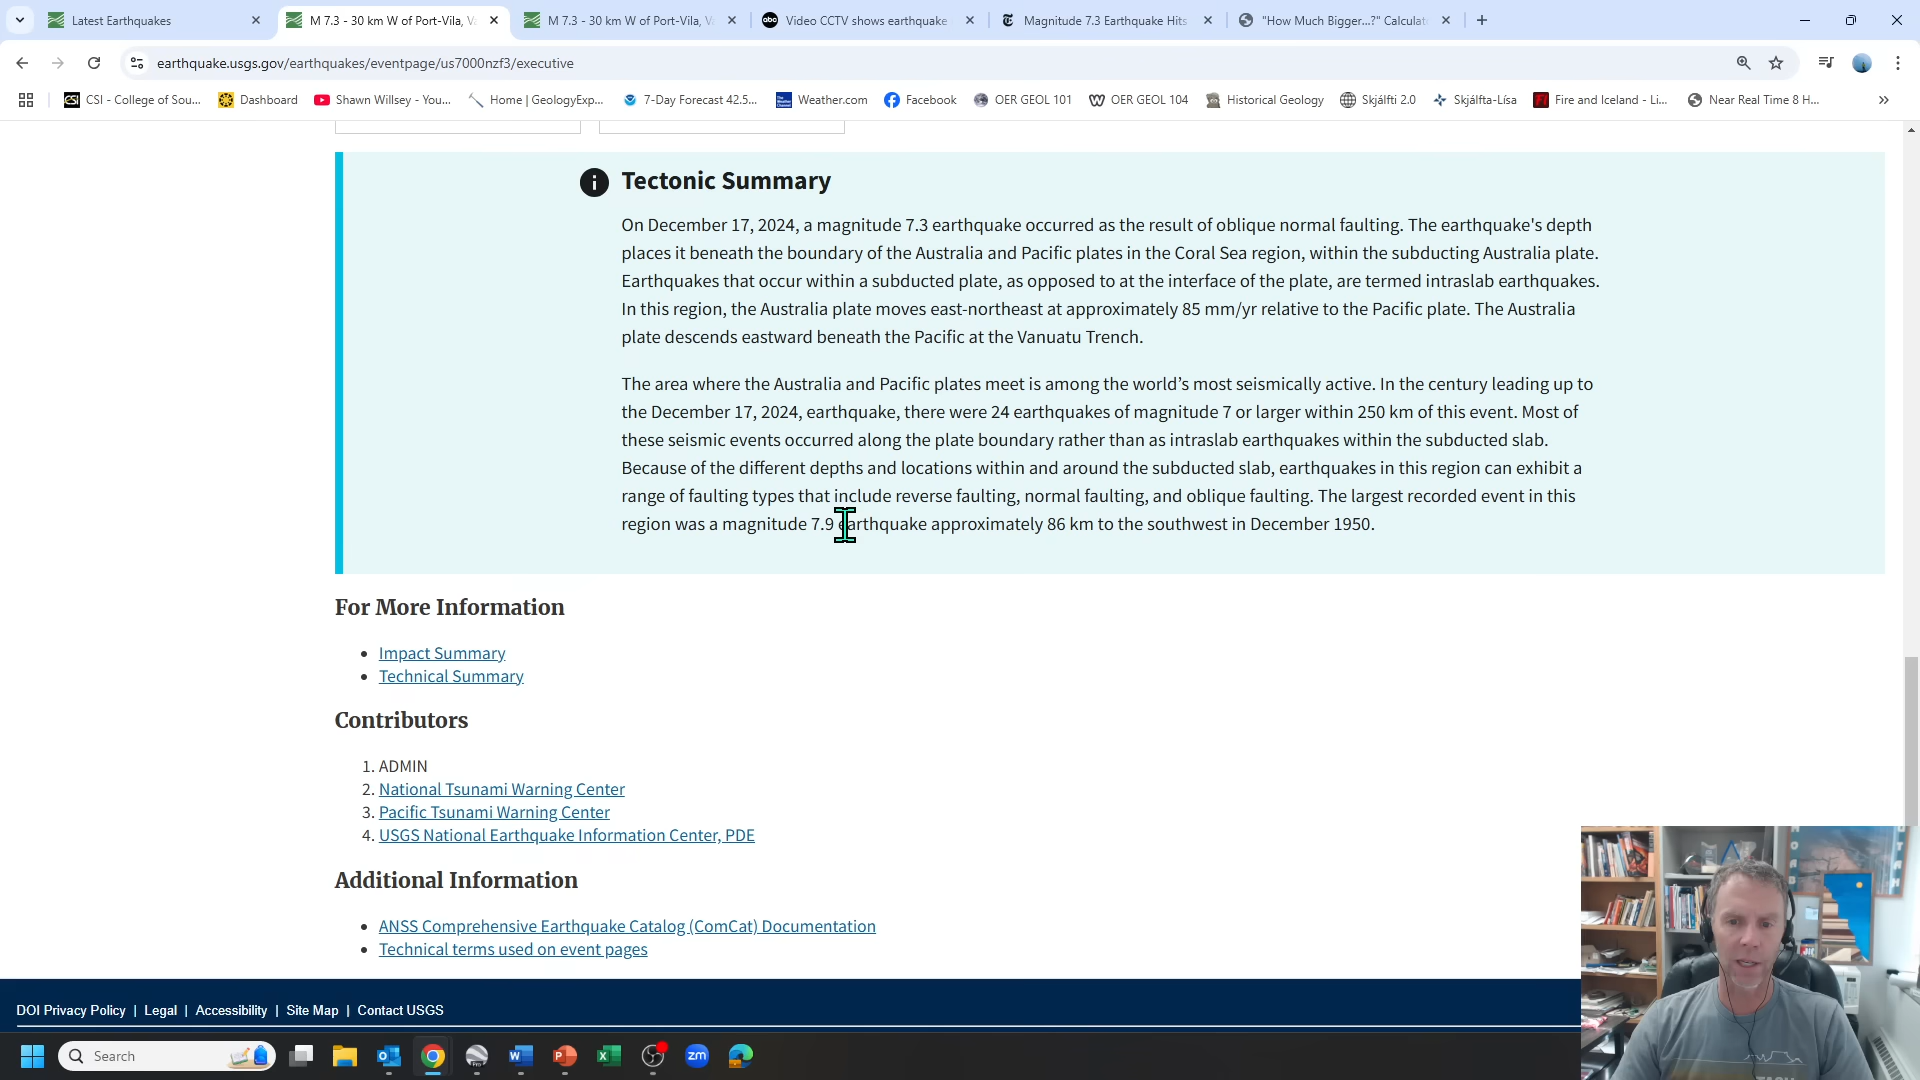 Latest Earthquakes
M 7.3 - 30 km W of Port-Vila, V
M 7.3 - 30 km W of Port-Vila, V
Video CCTV shows earthquake
Magnitude 7.3 Earthquake Hits
"How Much Bigger...?" Calculat
earthquake.usgs.gov/earthquakes/eventpage/us7000nzf3/executive
CSI - College of Sou...
Dashboard
Shawn Willsey - You...
Home | GeologyExp...
7-Day Forecast 42.5...
Weather.com
Facebook
OER GEOL 101
OER GEOL 104
Historical Geology
Skjálfti 2.0
Skjálfta-Lísa
Fire and Iceland - Li...
Near Real Time 8 H...
Tectonic Summary
On December 17, 2024, a magnitude 7.3 earthquake occurred as the result of oblique normal faulting. The earthquake's depth
places it beneath the boundary of the Australia and Pacific plates in the Coral Sea region, within the subducting Australia plate.
Earthquakes that occur within a subducted plate, as opposed to at the interface of the plate, are termed intraslab earthquakes.
In this region, the Australia plate moves east-northeast at approximately 85 mm/yr relative to the Pacific plate. The Australia
plate descends eastward beneath the Pacific at the Vanuatu Trench.
The area where the Australia and Pacific plates meet is among the world’s most seismically active. In the century leading up to
the December 17, 2024, earthquake, there were 24 earthquakes of magnitude 7 or larger within 250 km of this event. Most of
these seismic events occurred along the plate boundary rather than as intraslab earthquakes within the subducted slab.
Because of the different depths and locations within and around the subducted slab, earthquakes in this region can exhibit a
range of faulting types that include reverse faulting, normal faulting, and oblique faulting. The largest recorded event in this
region was a magnitude 7.9 earthquake approximately 86 km to the southwest in December 1950.
For More Information
Impact Summary
Technical Summary
Contributors
1. ADMIN
2. National Tsunami Warning Center
3. Pacific Tsunami Warning Center
4. USGS National Earthquake Information Center, PDE
Additional Information
ANSS Comprehensive Earthquake Catalog (ComCat) Documentation
Technical terms used on event pages
DOI Privacy Policy | Legal | Accessibility | Site Map | Contact USGS
Search
zm